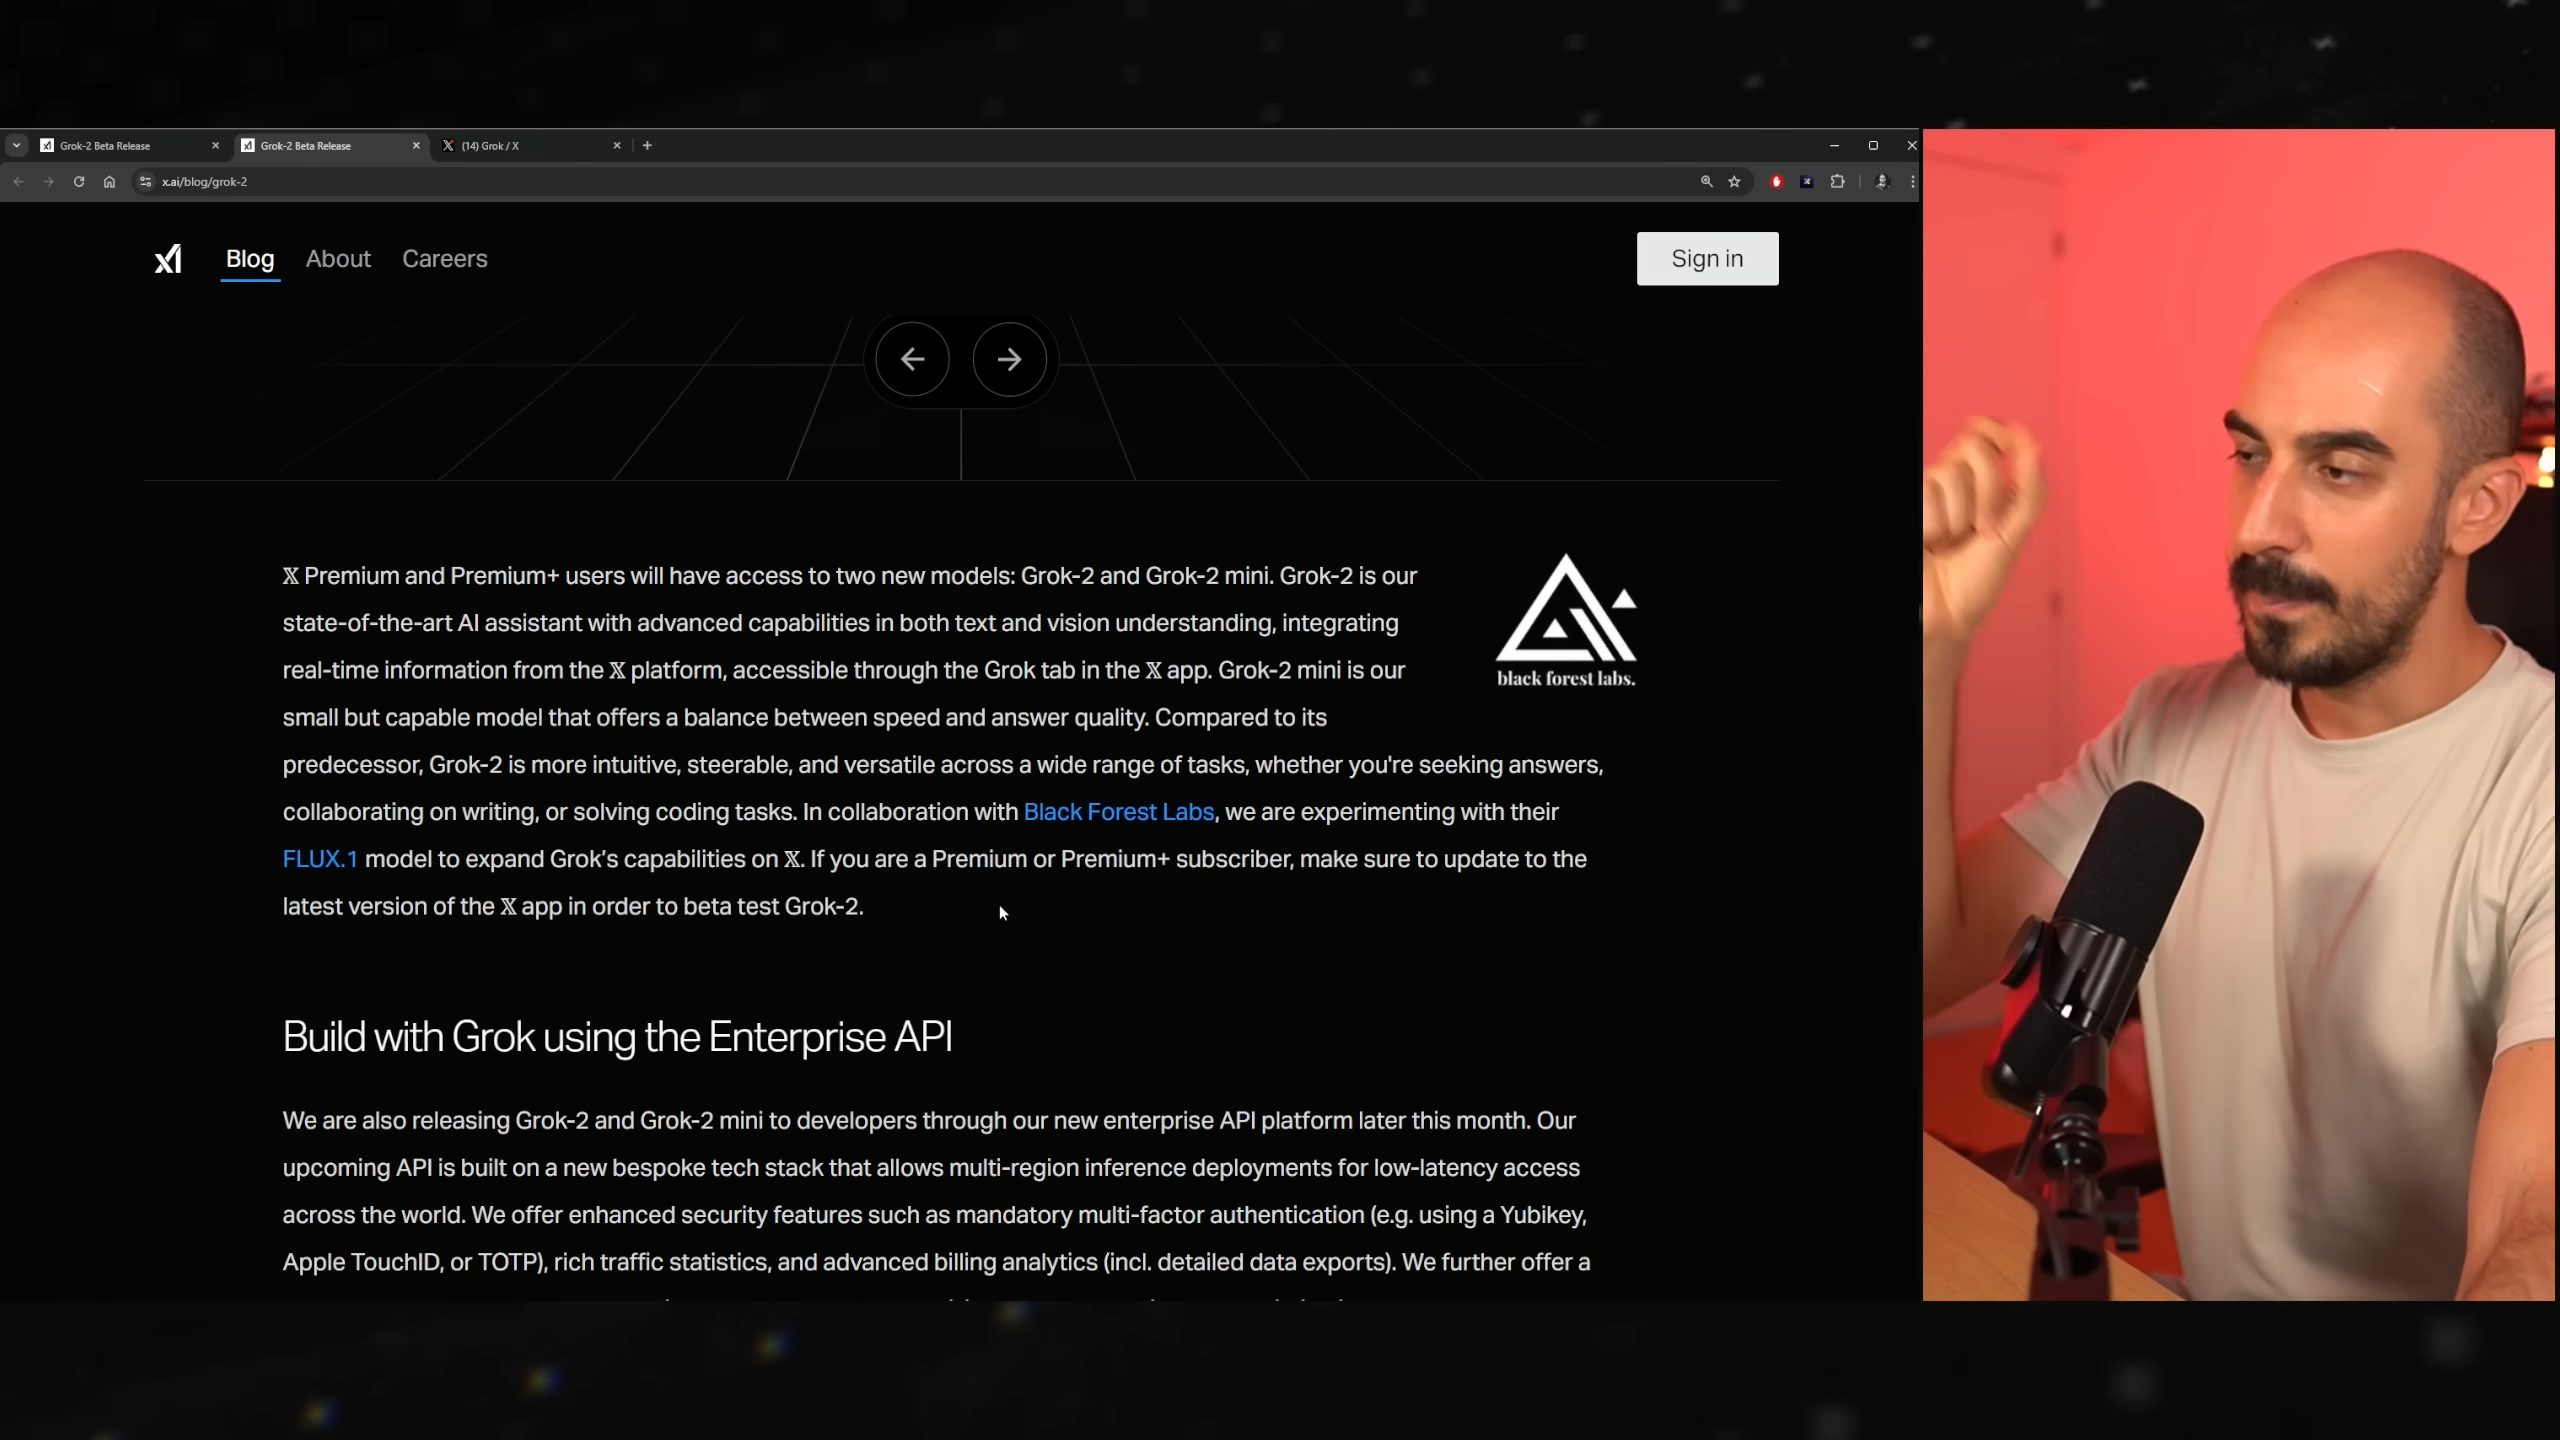 Grok-2 Beta Release
Grok-2 Beta Release
(14) Grok / X
x.ai/blog/grok-2
Blog
About
Careers
Sign in
𝕏 Premium and Premium+ users will have access to two new models: Grok-2 and Grok-2 mini. Grok-2 is our
state-of-the-art AI assistant with advanced capabilities in both text and vision understanding, integrating
real-time information from the 𝕏 platform, accessible through the Grok tab in the 𝕏 app. Grok-2 mini is our
small but capable model that offers a balance between speed and answer quality. Compared to its
predecessor, Grok-2 is more intuitive, steerable, and versatile across a wide range of tasks, whether you're seeking answers,
collaborating on writing, or solving coding tasks. In collaboration with Black Forest Labs, we are experimenting with their
FLUX.1 model to expand Grok's capabilities on 𝕏. If you are a Premium or Premium+ subscriber, make sure to update to the
latest version of the 𝕏 app in order to beta test Grok-2.
black forest labs.
Build with Grok using the Enterprise API
We are also releasing Grok-2 and Grok-2 mini to developers through our new enterprise API platform later this month. Our
upcoming API is built on a new bespoke tech stack that allows multi-region inference deployments for low-latency access
across the world. We offer enhanced security features such as mandatory multi-factor authentication (e.g. using a Yubikey,
Apple TouchID, or TOTP), rich traffic statistics, and advanced billing analytics (incl. detailed data exports). We further offer a